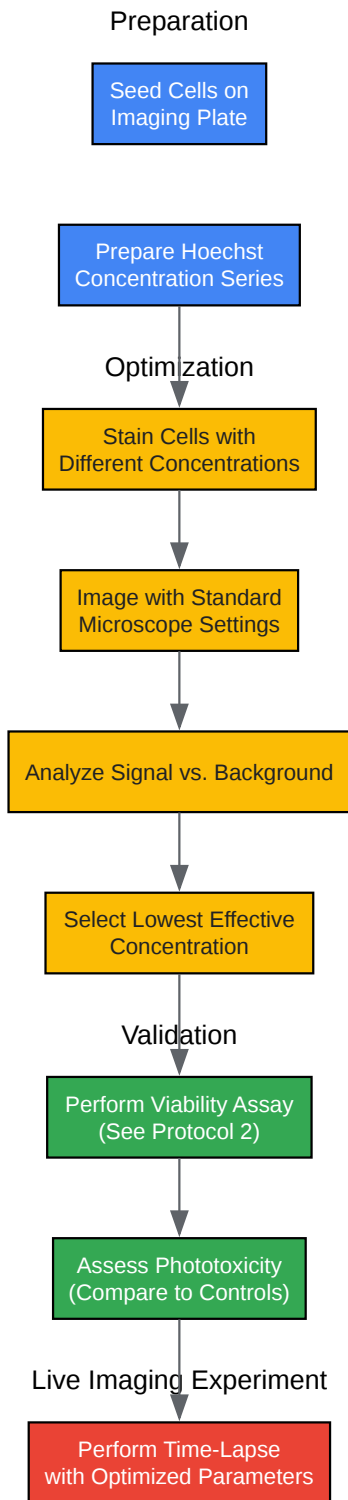 Preparation
Seed Cells on
Imaging Plate
Prepare Hoechst
Concentration Series
Optimization
Stain Cells with
Different Concentrations
Image with Standard
Microscope Settings
Analyze Signal vs. Background
Select Lowest Effective
Concentration
Validation
Perform Viability Assay
(See Protocol 2)
Assess Phototoxicity
(Compare to Controls)
Live Imaging Experiment
Perform Time-Lapse
with Optimized Parameters